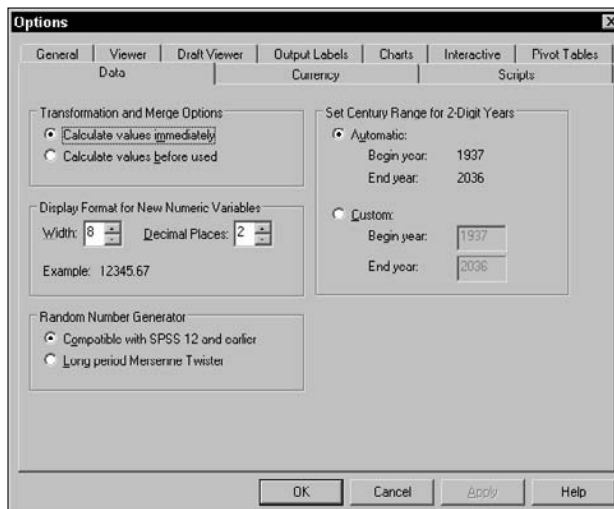 Options
General Viewer Draft Viewer Output Labels Charts Interactive Pivot Tables
Data Currency Scripts
Transformation and Merge Options
Calculate values immediately
Calculate values before used
Display Format for New Numeric Variables
Width: 8 Decimal Places: 2
Example: 12345.67
Random Number Generator
Compatible with SPSS 12 and earlier
Long period Mersenne Twister
Set Century Range for 2-Digit Years
Automatic:
Begin year: 1937
End year: 2036
Custom:
Begin year: 1937
End year: 2036
OK Cancel Apply Help